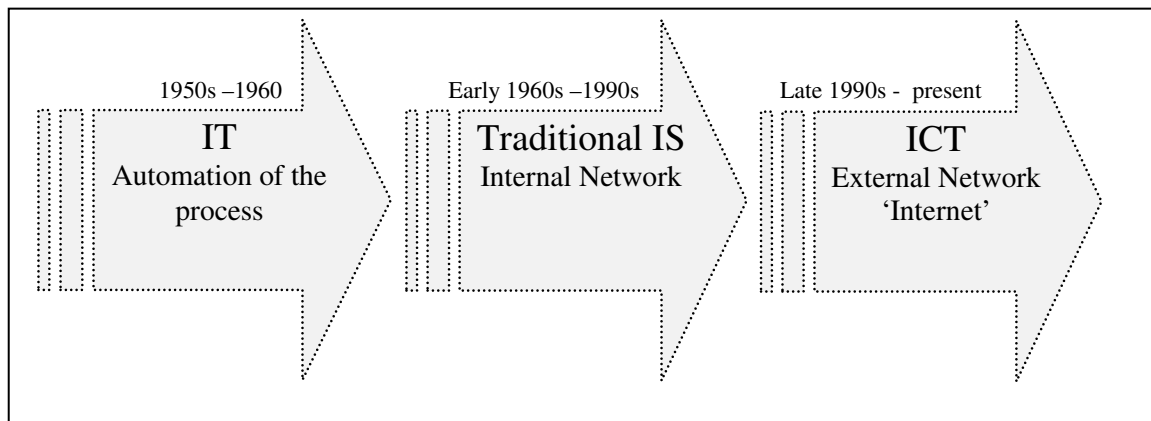 1950s –1960
IT
Automation of the
process
Early 1960s –1990s
Traditional IS
Internal Network
Late 1990s - present
ICT
External Network
‘Internet’